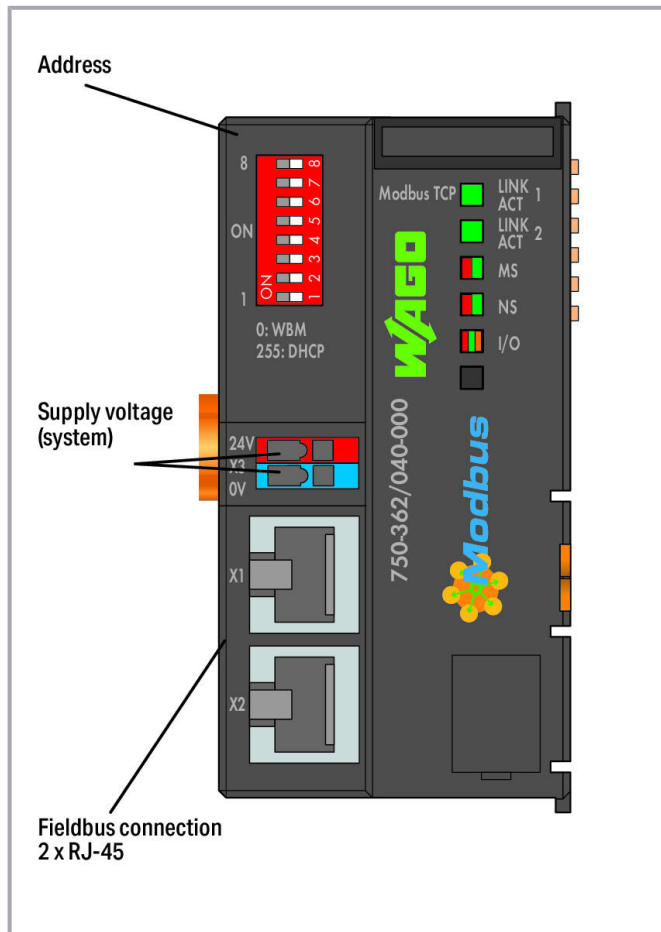 Address
8
8
7
6
5
4
3
2
1
ON
ON
1
0: WBM
255: DHCP
Modbus TCP
LINK
ACT 1
LINK
ACT 2
MS
NS
I/O
WAGO
Supply voltage
(system)
24V
X3
0V
750-362/040-000
Modbus
X1
X2
Fieldbus connection
2 x RJ-45